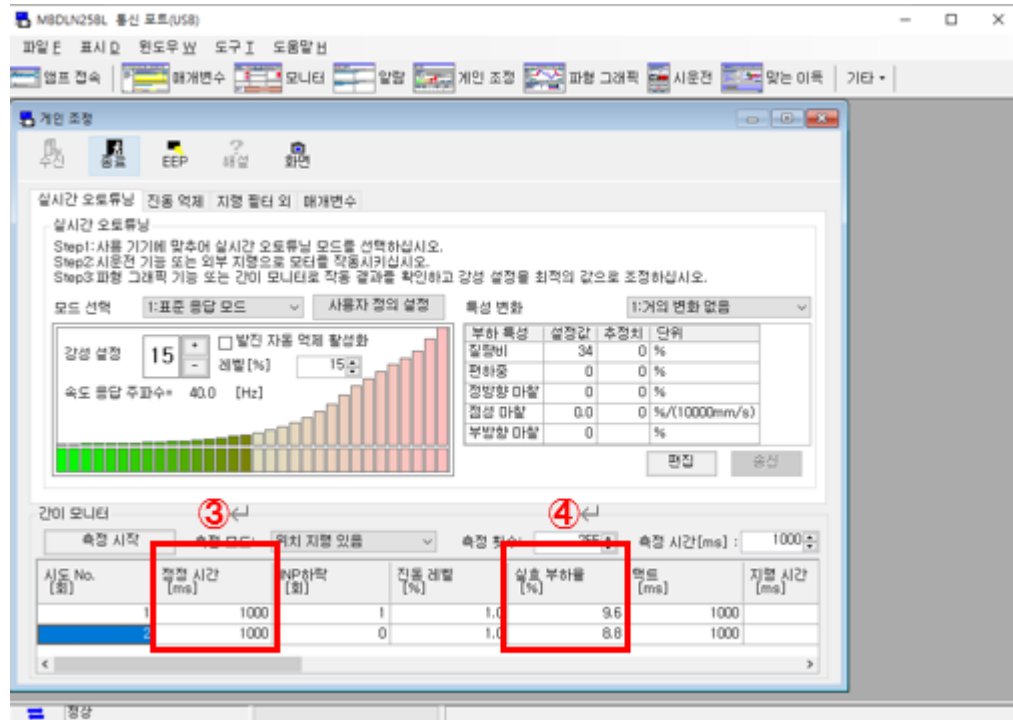 MBDLN25BL 통신 포트(USB)
파일 F 표시 D 윈도우 W 도구 T 도움말 H
앰프 접속 매개변수 모니터 알람 게인 조정 파형 그래픽 시운전 맞는 이득 기타
게인 조정
수신 종료 EEP 해설 화면
실시간 오토튜닝 진동 억제 지령 필터 외 매개변수
실시간 오토튜닝
Step1:사용 기기에 맞추어 실시간 오토튜닝 모드를 선택하십시오.
Step2:시운전 기능 또는 외부 지령으로 모터를 작동시키십시오.
Step3:파형 그래픽 기능 또는 간이 모니터로 작동 결과를 확인하고 강성 설정을 최적의 값으로 조정하십시오.
모드 선택 1:표준 응답 모드 사용자 정의 설정 특성 변화 1:거의 변화 없음
강성 설정 15 + - 발진 자동 억제 활성화
레벨[%] 15
속도 응답 주파수= 40.0 [Hz]
부하 특성 설정값 추정치 단위
질량비 34 0 %
편하중 0 0 %
정방향 마찰 0 0 %
점성 마찰 0.0 0 %/(10000mm/s)
부방향 마찰 0 %
편집 송신
간이 모니터 ③↵ ④↵
측정 시작 측정 모드: 위치 지령 있음 측정 횟수: 255 측정 시간[ms] : 1000
시도 No. [회] 정정 시간 [ms] INP하락 [회] 진동 레벨 [%] 실효 부하율 [%] 택트 [ms] 지령 시간 [ms]
1 1000 1 1.0 9.6 1000
2 1000 0 1.0 8.8 1000
정상